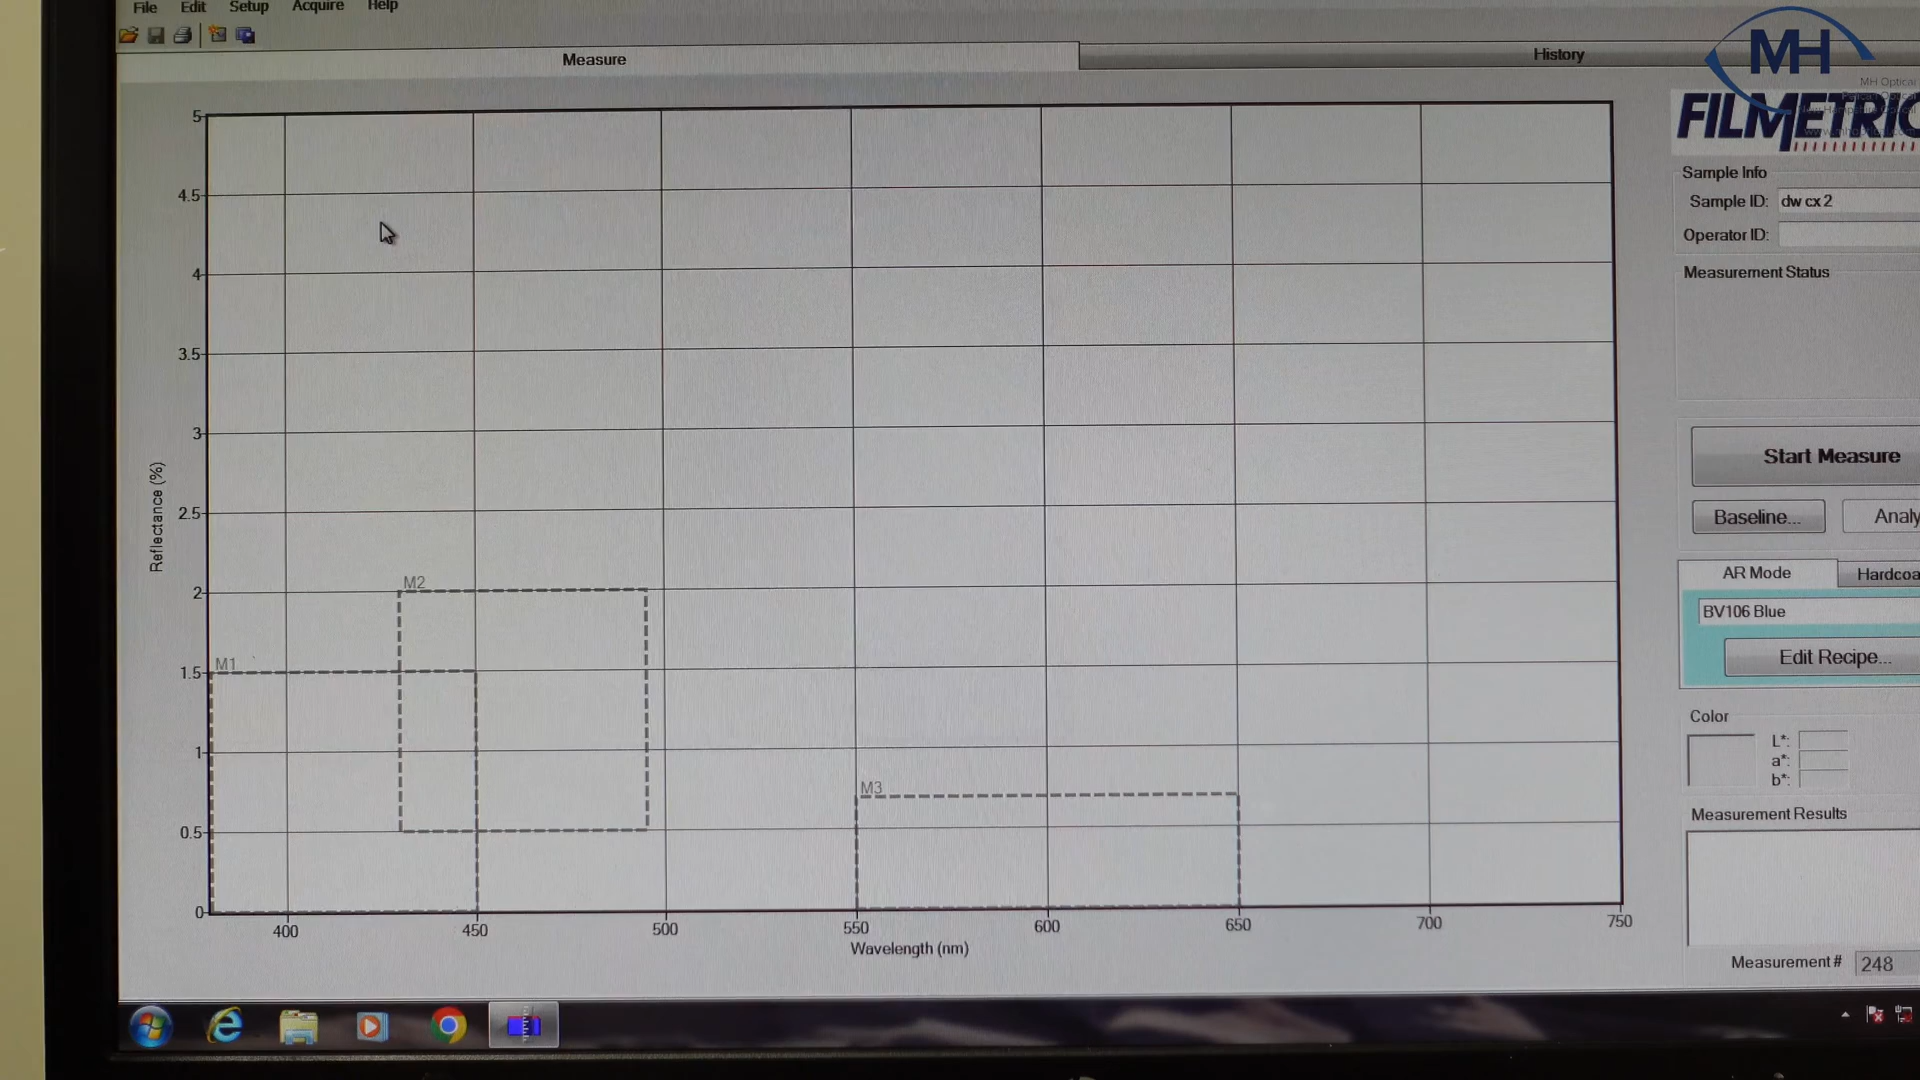 File Edit Setup Acquire Help
Measure
History
MH
MH Optical
FILMETRIC
Sample Info
Sample ID: dw cx 2
Operator ID:
Measurement Status
Start Measure
Baseline... Analy
AR Mode Hardcoa
BV106 Blue
Edit Recipe...
Color
L*:
a*:
b*:
Measurement Results
Measurement # 248
5
4.5
4
3.5
3
2.5
2
1.5
1
0.5
0
Reflectance (%)
M2
M1
M3
400 450 500 550 600 650 700 750
Wavelength (nm)